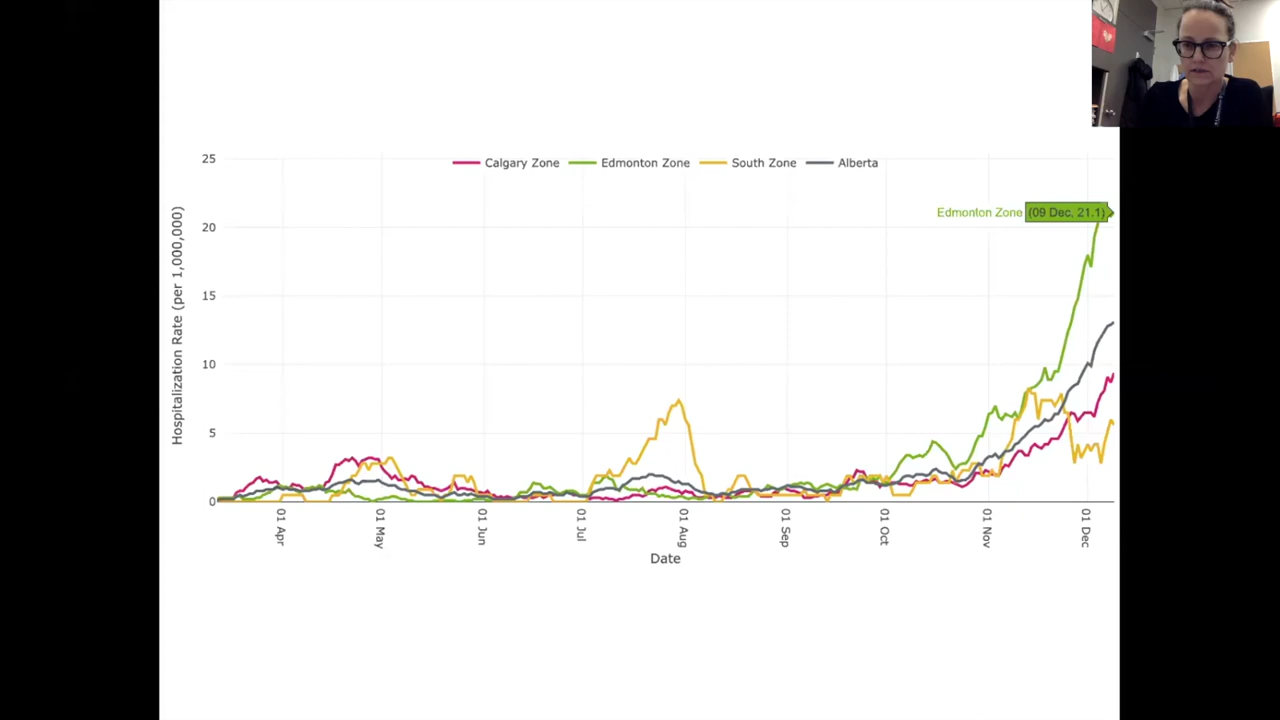 Calgary Zone Edmonton Zone South Zone Alberta
Edmonton Zone (09 Dec, 21.1)
25
20
15
10
5
0
Hospitalization Rate (per 1,000,000)
01 Apr 01 May 01 Jun 01 Jul 01 Aug 01 Sep 01 Oct 01 Nov 01 Dec
Date